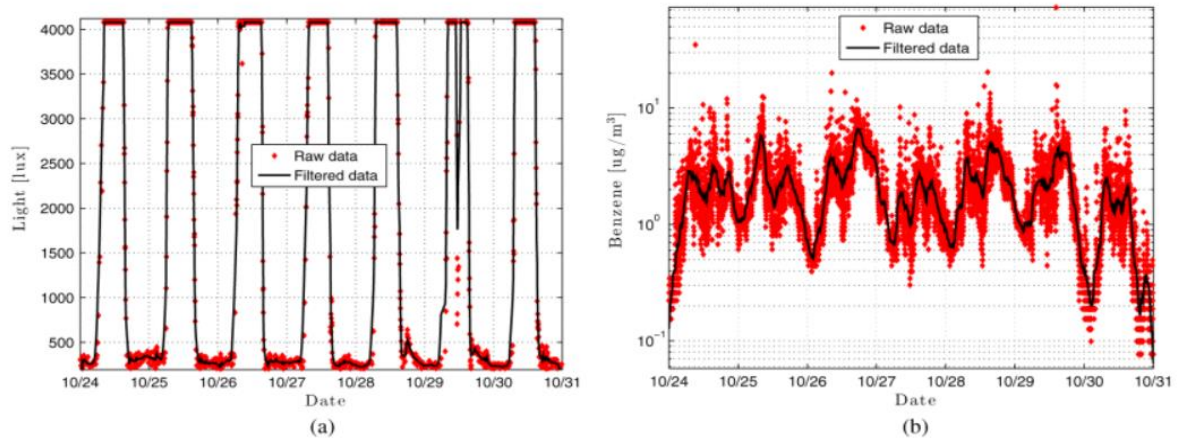 4000
3500
3000
2500
2000
1500
1000
500
Light [lux]
Raw data
Filtered data
10/24 10/25 10/26 10/27 10/28 10/29 10/30 10/31
Date
(a)
10¹
10⁰
10⁻¹
Benzene [ug/m³]
Raw data
Filtered data
10/24 10/25 10/26 10/27 10/28 10/29 10/30 10/31
Date
(b)